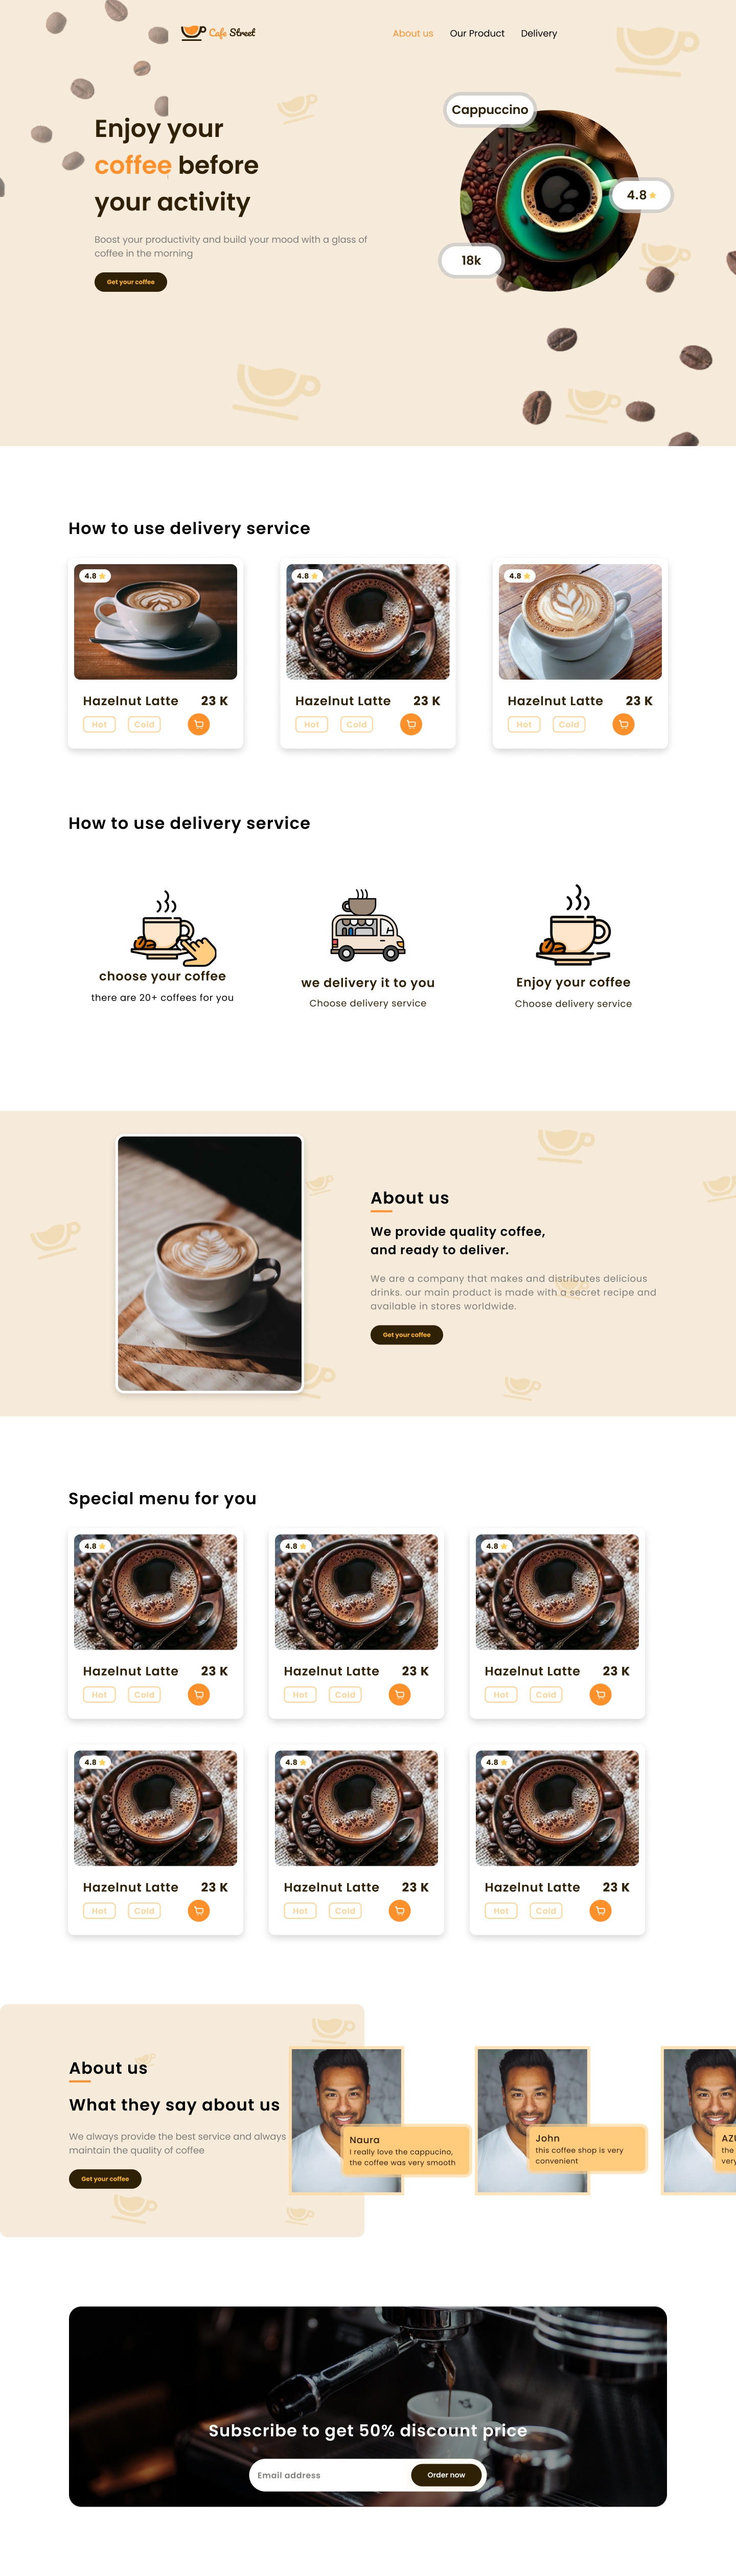 Cafe Street
About us
Our Product
Delivery
Enjoy your
coffee before
your activity
Boost your productivity and build your mood with a glass of
coffee in the morning
Get your coffee
Cappuccino
4.8
18k
How to use delivery service
4.8
Hazelnut Latte 23 K
Hot Cold
4.8
Hazelnut Latte 23 K
Hot Cold
4.8
Hazelnut Latte 23 K
Hot Cold
How to use delivery service
choose your coffee
there are 20+ coffees for you
we delivery it to you
Choose delivery service
Enjoy your coffee
Choose delivery service
About us
We provide quality coffee,
and ready to deliver.
We are a company that makes and distributes delicious
drinks. our main product is made with a secret recipe and
available in stores worldwide.
Get your coffee
Special menu for you
4.8
Hazelnut Latte 23 K
Hot Cold
4.8
Hazelnut Latte 23 K
Hot Cold
4.8
Hazelnut Latte 23 K
Hot Cold
4.8
Hazelnut Latte 23 K
Hot Cold
4.8
Hazelnut Latte 23 K
Hot Cold
4.8
Hazelnut Latte 23 K
Hot Cold
About us
What they say about us
We always provide the best service and always
maintain the quality of coffee
Get your coffee
Naura
I really love the cappucino,
the coffee was very smooth
John
this coffee shop is very
convenient
the
Subscribe to get 50% discount price
Email address
Order now